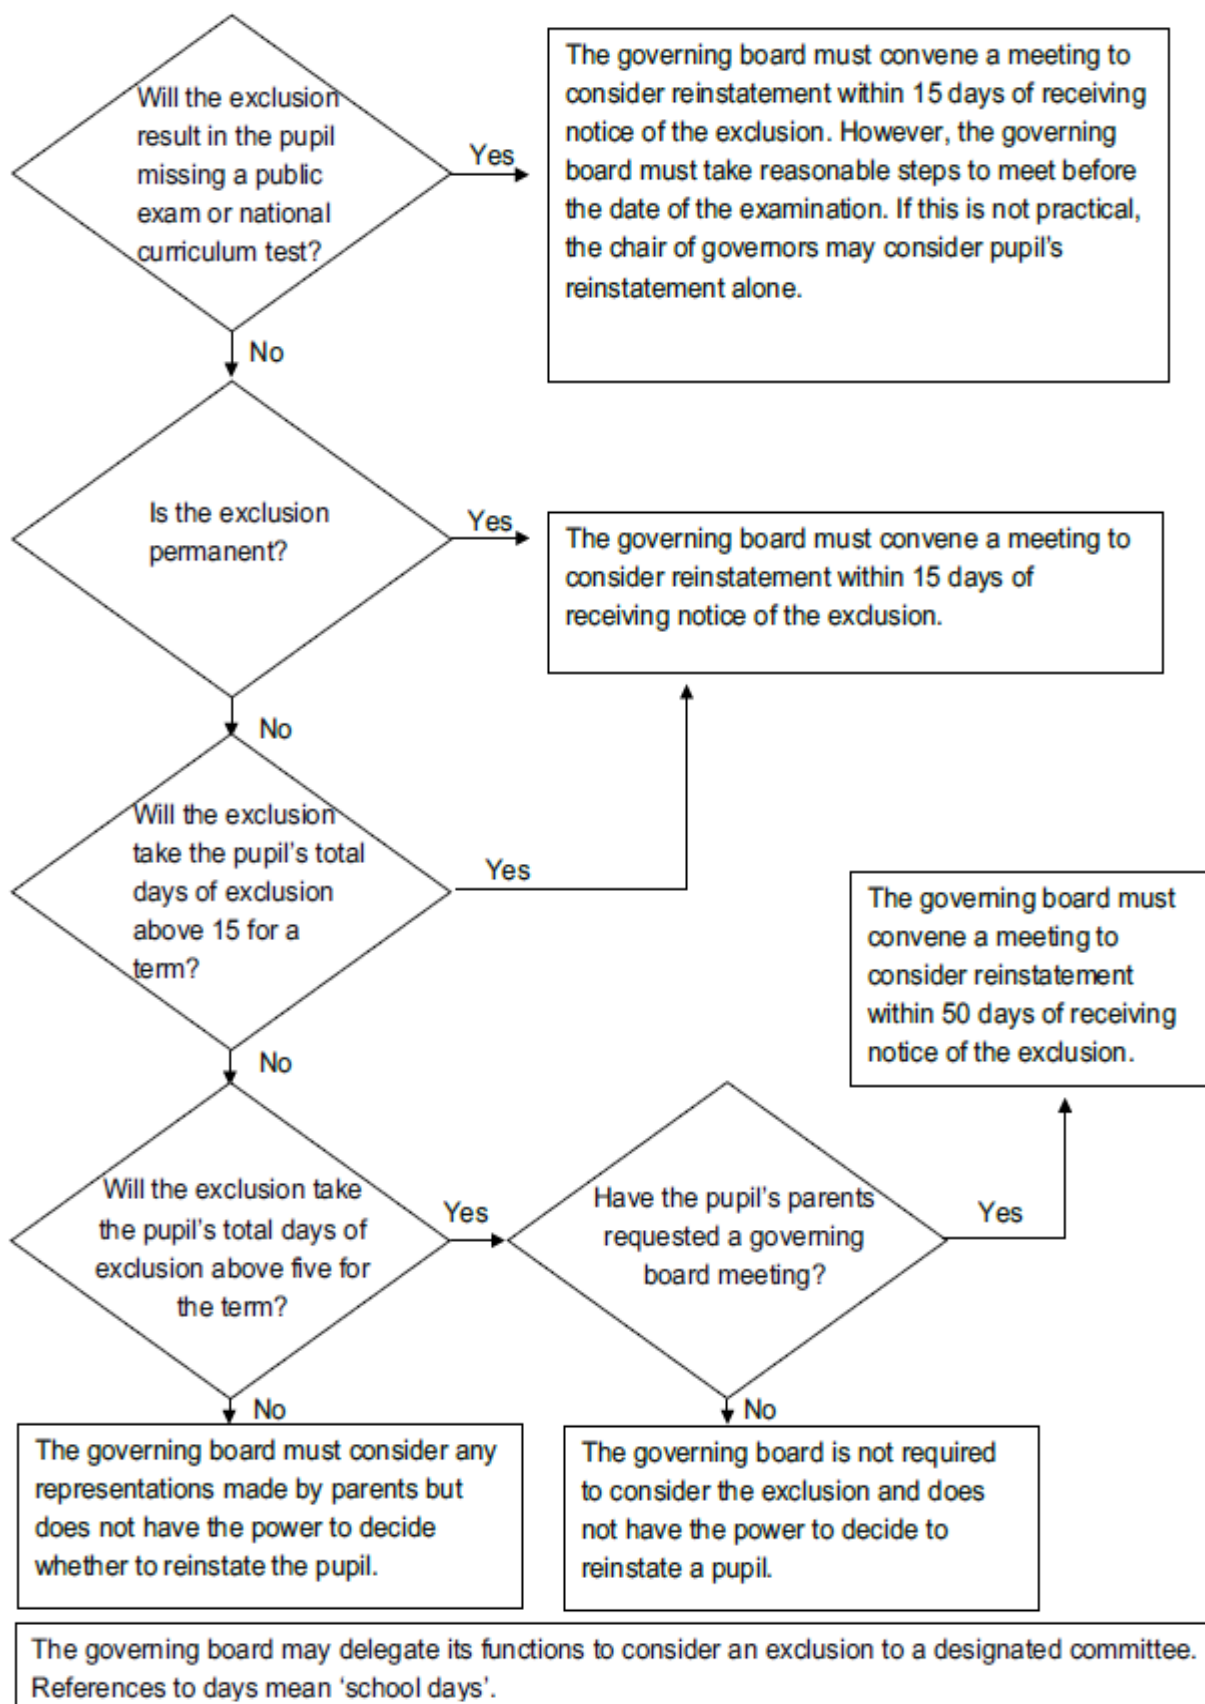 Will the exclusion
result in the pupil
missing a public
exam or national
curriculum test?
Yes
The governing board must convene a meeting to
consider reinstatement within 15 days of receiving
notice of the exclusion. However, the governing
board must take reasonable steps to meet before
the date of the examination. If this is not practical,
the chair of governors may consider pupil's
reinstatement alone.
No
Is the exclusion
permanent?
Yes
The governing board must convene a meeting to
consider reinstatement within 15 days of
receiving notice of the exclusion.
No
Will the exclusion
take the pupil's total
days of exclusion
above 15 for a
term?
Yes
The governing board must
convene a meeting to
consider reinstatement
within 50 days of receiving
notice of the exclusion.
No
Will the exclusion take
the pupil's total days of
exclusion above five for
the term?
Yes
Have the pupil's parents
requested a governing
board meeting?
Yes
No
The governing board must consider any
representations made by parents but
does not have the power to decide
whether to reinstate the pupil.
No
The governing board is not required
to consider the exclusion and does
not have the power to decide to
reinstate a pupil.
The governing board may delegate its functions to consider an exclusion to a designated committee.
References to days mean 'school days'.